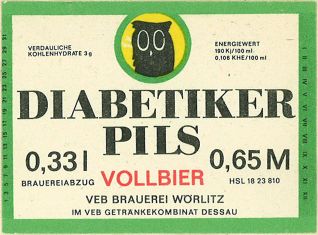 VERDAULICHE
KOHLENHYDRATE 3g
ENERGIEWERT
190 Kj/100 ml
0,108 KHE/100 ml
DIABETIKER
PILS
0,33 l
BRAUEREIABZUG
VOLLBIER
0,65 M
HSL 18 23 810
VEB BRAUEREI WÖRLITZ
IM VEB GETRÄNKEKOMBINAT DESSAU